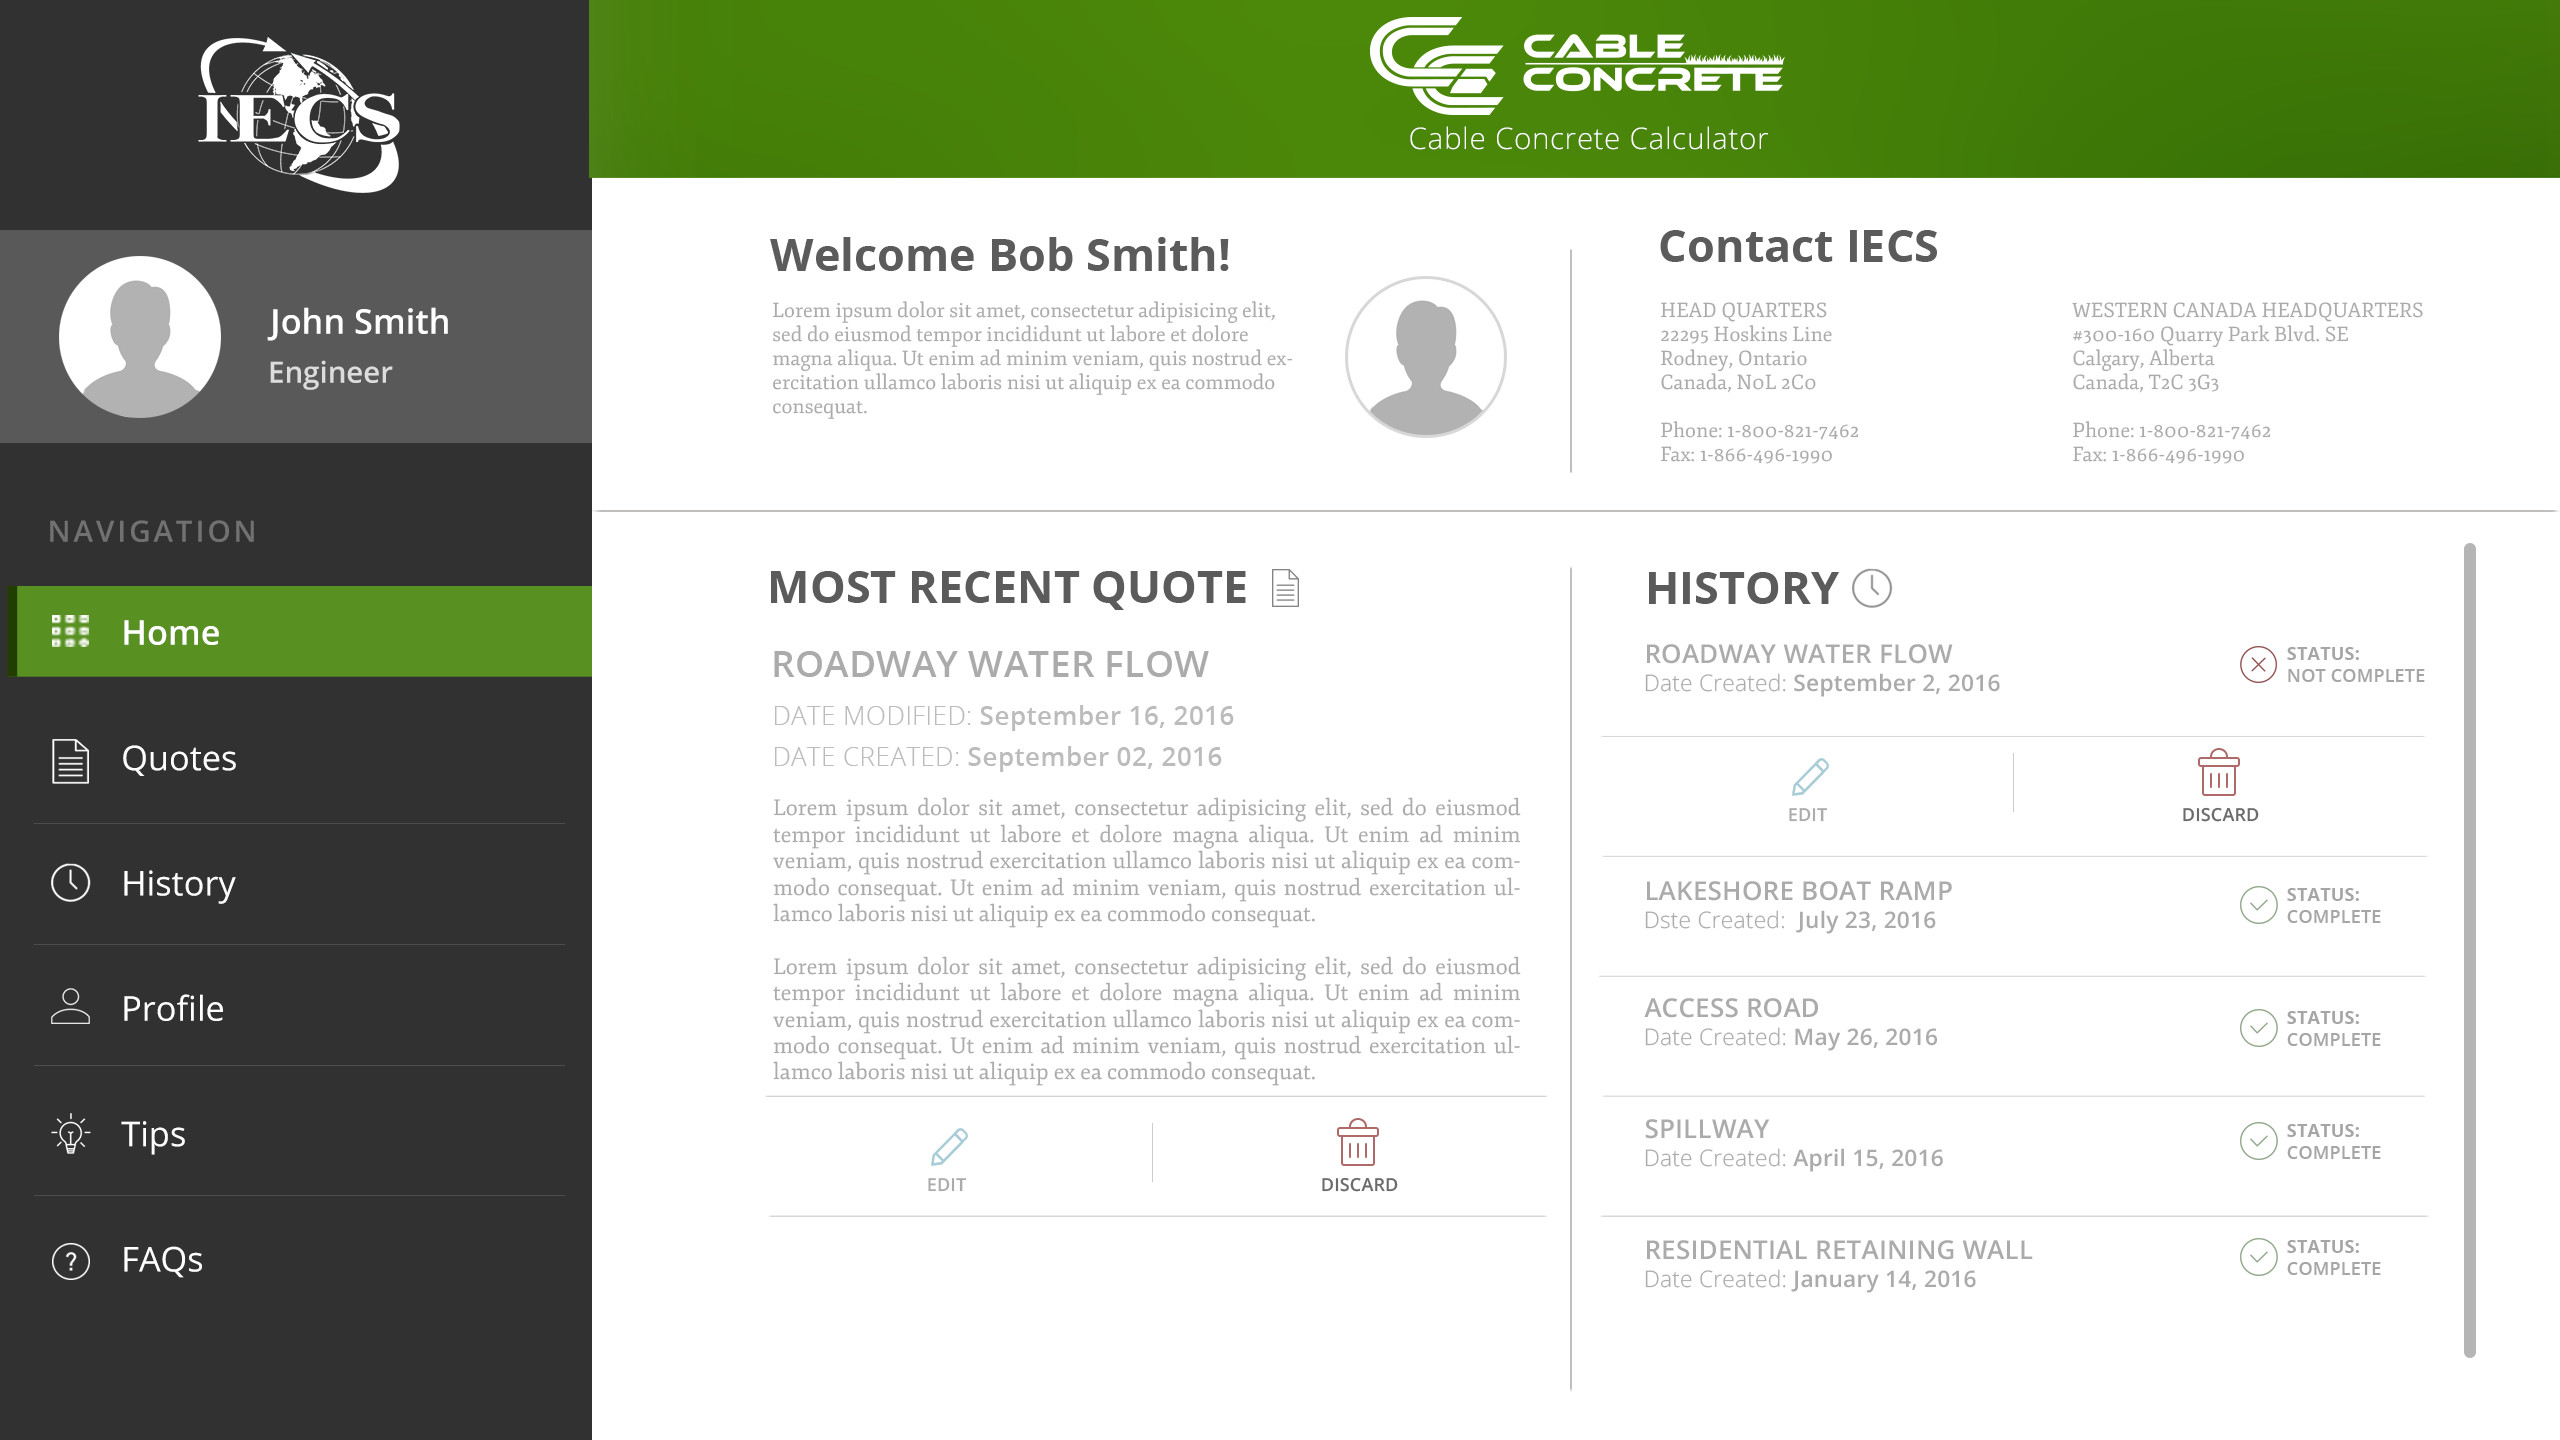 IECS
John Smith
Engineer
NAVIGATION
Home
Quotes
History
Profile
Tips
FAQs
CABLE
CONCRETE
Cable Concrete Calculator
Welcome Bob Smith!
Lorem ipsum dolor sit amet, consectetur adipisicing elit,
sed do eiusmod tempor incididunt ut labore et dolore
magna aliqua. Ut enim ad minim veniam, quis nostrud ex-
ercitation ullamco laboris nisi ut aliquip ex ea commodo
consequat.
Contact IECS
HEAD QUARTERS
22295 Hoskins Line
Rodney, Ontario
Canada, N0L 2C0
Phone: 1-800-821-7462
Fax: 1-866-496-1990
WESTERN CANADA HEADQUARTERS
#300-160 Quarry Park Blvd. SE
Calgary, Alberta
Canada, T2C 3G3
Phone: 1-800-821-7462
Fax: 1-866-496-1990
MOST RECENT QUOTE
ROADWAY WATER FLOW
DATE MODIFIED: September 16, 2016
DATE CREATED: September 02, 2016
Lorem ipsum dolor sit amet, consectetur adipisicing elit, sed do eiusmod
tempor incididunt ut labore et dolore magna aliqua. Ut enim ad minim
veniam, quis nostrud exercitation ullamco laboris nisi ut aliquip ex ea com-
modo consequat. Ut enim ad minim veniam, quis nostrud exercitation ul-
lamco laboris nisi ut aliquip ex ea commodo consequat.
Lorem ipsum dolor sit amet, consectetur adipisicing elit, sed do eiusmod
tempor incididunt ut labore et dolore magna aliqua. Ut enim ad minim
veniam, quis nostrud exercitation ullamco laboris nisi ut aliquip ex ea com-
modo consequat. Ut enim ad minim veniam, quis nostrud exercitation ul-
lamco laboris nisi ut aliquip ex ea commodo consequat.
EDIT
DISCARD
HISTORY
ROADWAY WATER FLOW
Date Created: September 2, 2016
STATUS:
NOT COMPLETE
EDIT
DISCARD
LAKESHORE BOAT RAMP
Dste Created: July 23, 2016
STATUS:
COMPLETE
ACCESS ROAD
Date Created: May 26, 2016
STATUS:
COMPLETE
SPILLWAY
Date Created: April 15, 2016
STATUS:
COMPLETE
RESIDENTIAL RETAINING WALL
Date Created: January 14, 2016
STATUS:
COMPLETE